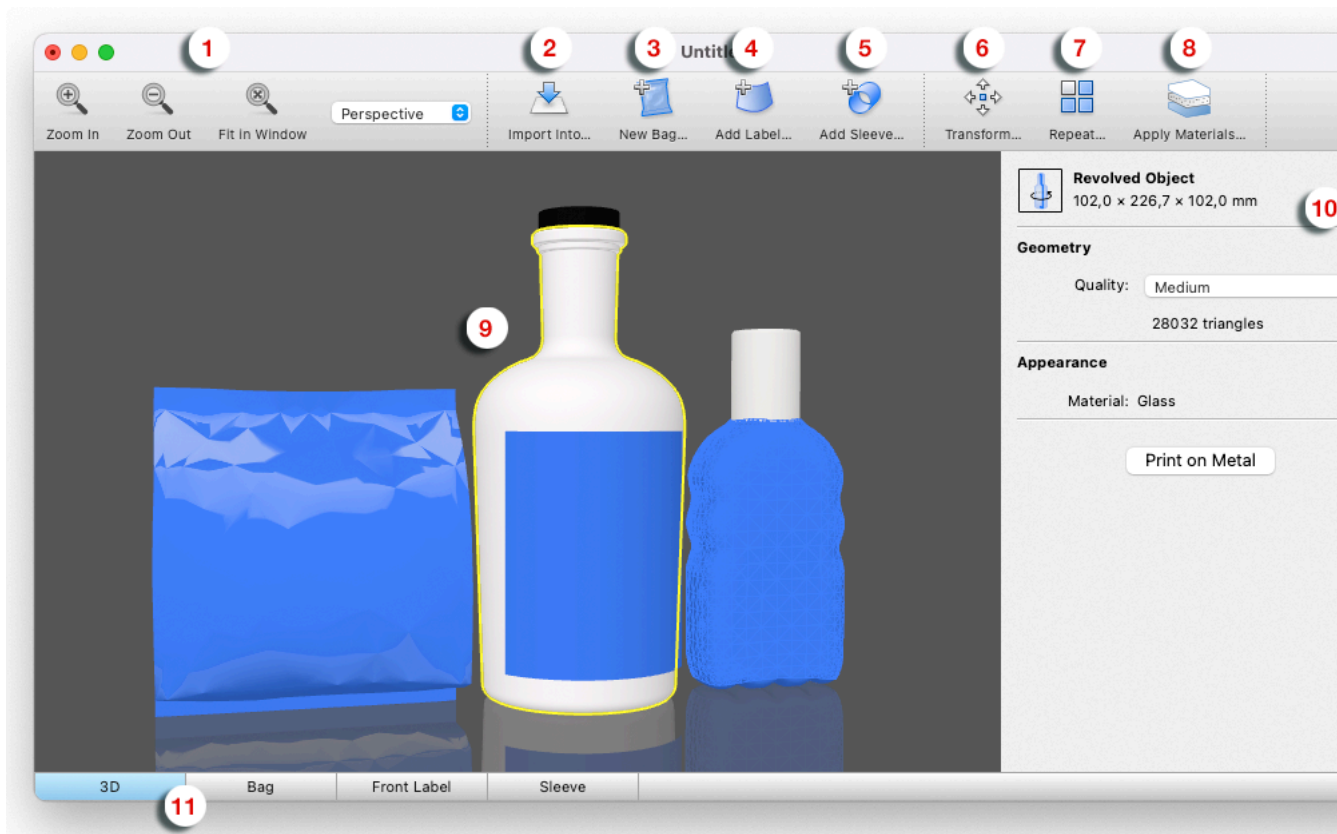 1
2
3
4
5
6
7
8
Zoom In
Zoom Out
Fit in Window
Perspective
Import Into...
New Bag...
Add Label...
Add Sleeve...
Transform...
Repeat...
Apply Materials...
Revolved Object
102,0 × 226,7 × 102,0 mm
10
Geometry
Quality: Medium
28032 triangles
9
Appearance
Material: Glass
Print on Metal
3D
Bag
Front Label
Sleeve
11